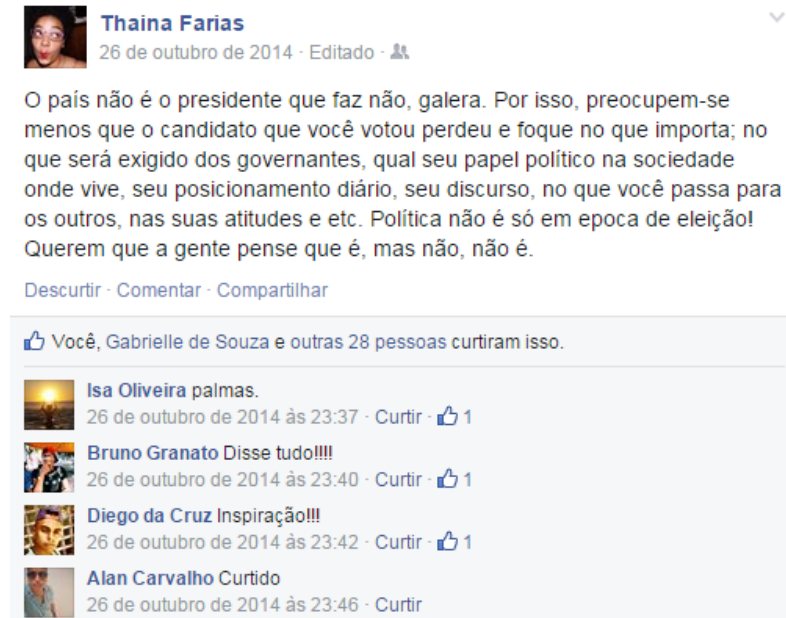 Thaina Farias
26 de outubro de 2014 · Editado ·
O país não é o presidente que faz não, galera. Por isso, preocupem-se
menos que o candidato que você votou perdeu e foque no que importa; no
que será exigido dos governantes, qual seu papel político na sociedade
onde vive, seu posicionamento diário, seu discurso, no que você passa para
os outros, nas suas atitudes e etc. Política não é só em epoca de eleição!
Querem que a gente pense que é, mas não, não é.
Descurtir · Comentar · Compartilhar
Você, Gabrielle de Souza e outras 28 pessoas curtiram isso.
Isa Oliveira palmas.
26 de outubro de 2014 às 23:37 · Curtir · 1
Bruno Granato Disse tudo!!!!
26 de outubro de 2014 às 23:40 · Curtir · 1
Diego da Cruz Inspiração!!!
26 de outubro de 2014 às 23:42 · Curtir · 1
Alan Carvalho Curtido
26 de outubro de 2014 às 23:46 · Curtir